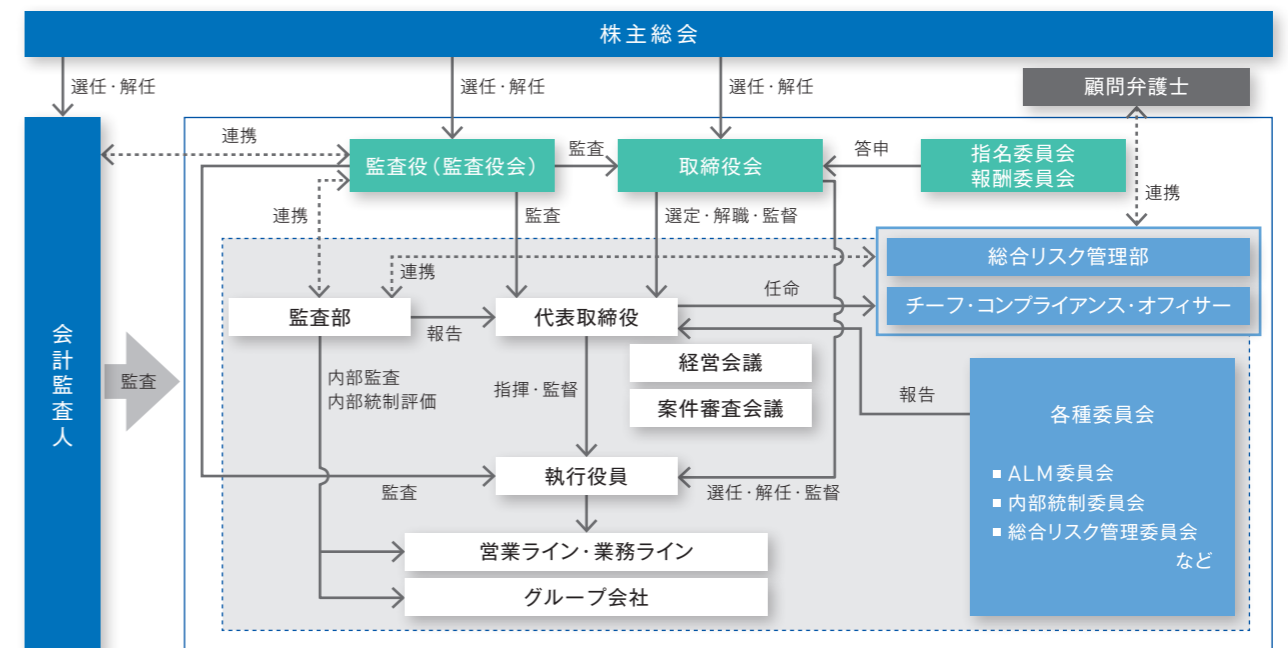 株主総会
選任・解任
選任・解任
選任・解任
顧問弁護士
連携
監査役（監査役会）
監査
取締役会
答申
指名委員会
報酬委員会
連携
連携
監査
選定・解職・監督
総合リスク管理部
連携
任命
チーフ・コンプライアンス・オフィサー
監査部
報告
代表取締役
会計監査人
監査
内部監査
内部統制評価
指揮・監督
経営会議
案件審査会議
報告
各種委員会
■ ALM委員会
■ 内部統制委員会
■ 総合リスク管理委員会
など
監査
執行役員
選任・解任・監督
営業ライン・業務ライン
グループ会社